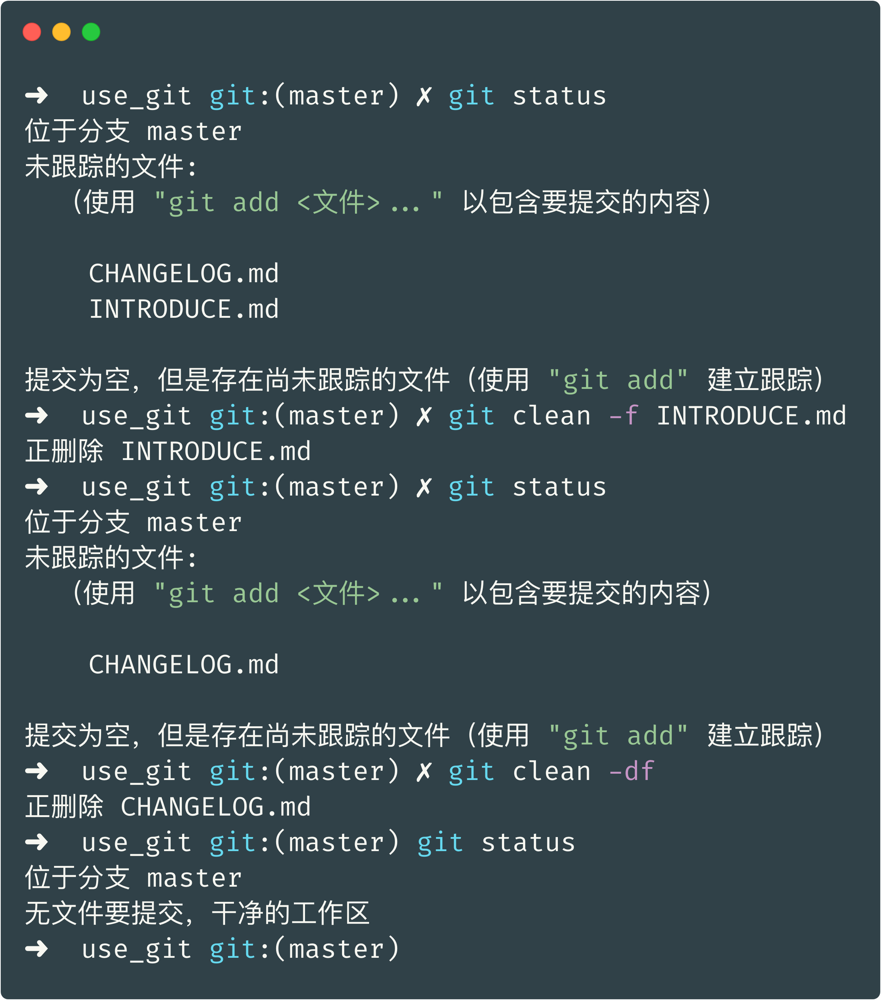 ➜  use_git git:(master) ✗ git status
位于分支 master
未跟踪的文件:
   (使用 "git add <文件>..." 以包含要提交的内容)
    CHANGELOG.md
    INTRODUCE.md
提交为空，但是存在尚未跟踪的文件（使用 "git add" 建立跟踪）
➜  use_git git:(master) ✗ git clean -f INTRODUCE.md
正删除 INTRODUCE.md
➜  use_git git:(master) ✗ git status
位于分支 master
未跟踪的文件:
   (使用 "git add <文件>..." 以包含要提交的内容)
    CHANGELOG.md
提交为空，但是存在尚未跟踪的文件（使用 "git add" 建立跟踪）
➜  use_git git:(master) ✗ git clean -df
正删除 CHANGELOG.md
➜  use_git git:(master) git status
位于分支 master
无文件要提交，干净的工作区
➜  use_git git:(master)